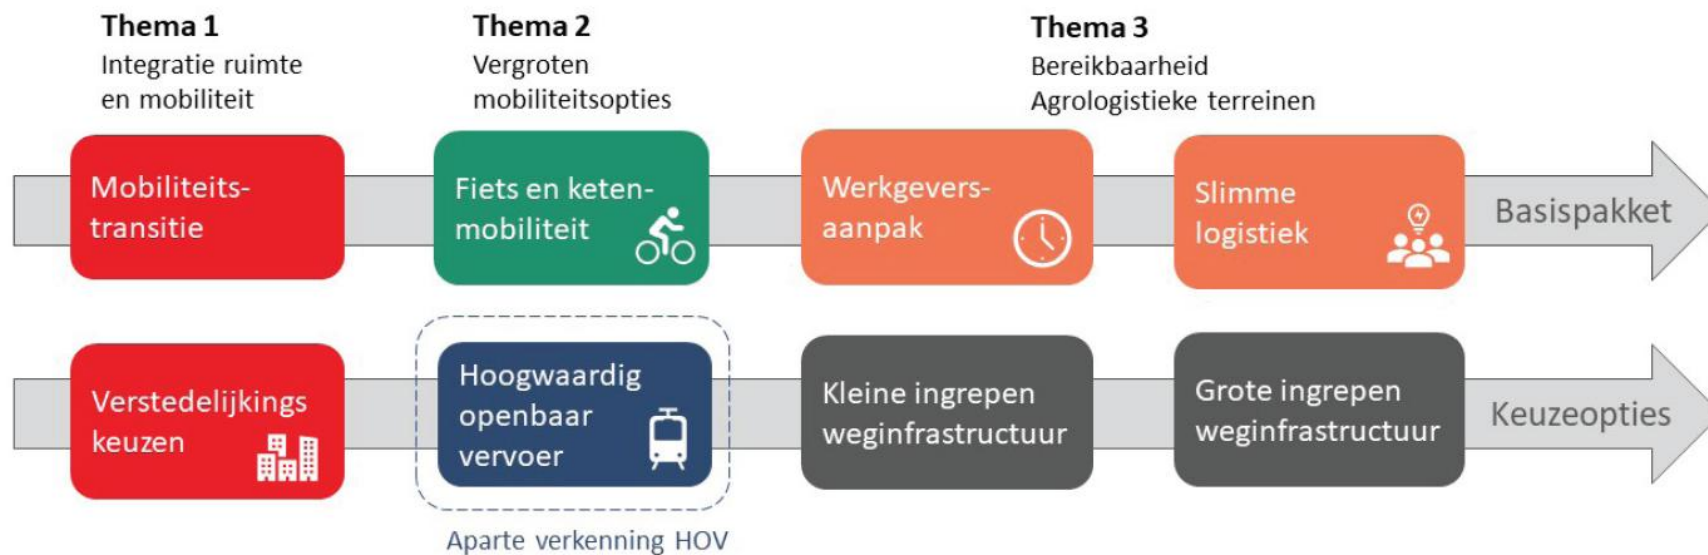 Thema 1
Integratie ruimte
en mobiliteit
Thema 2
Vergroten
mobiliteitsopties
Thema 3
Bereikbaarheid
Agrologistieke terreinen
Mobiliteits-
transitie
Fiets en keten-
mobiliteit
Werkgevers-
aanpak
Slimme
logistiek
Basispakket
Verstedelijkings
keuzen
Hoogwaardig
openbaar
vervoer
Kleine ingrepen
weginfrastructuur
Grote ingrepen
weginfrastructuur
Keuzeopties
Aparte verkenning HOV